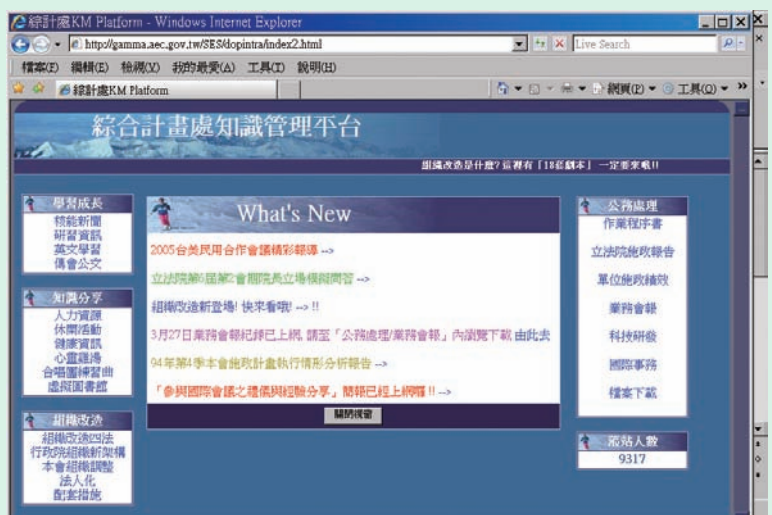 綜計處KM Platform - Windows Internet Explorer
http://gamma.aec.gov.tw/SES/dopintra/index2.html
Live Search
檔案(F) 編輯(E) 檢視(V) 我的最愛(A) 工具(T) 說明(H)
綜計處KM Platform
網頁(P) 工具(O)
綜合計畫處知識管理平台
組織改造是什麼?這裡有「18套劇本」一定要來哦!!
學習成長
核能新聞
研習資訊
英文學習
傳會公文
知識分享
人力資源
休閒活動
健康資訊
心靈雞湯
合唱團練習曲
虛擬圖書館
組織改造
組織改造四法
行政院組織新架構
本會組織調整
法人化
配套措施
What's New
2005台美民用合作會議精彩報導 -->
立法院第6屆第2會期院長立場模擬問答 -->
組織改造新登場! 快來看哦! --> !!
3月27日業務會報紀錄已上網, 請至「公務處理/業務會報」內瀏覽下載 由此去
94年第4季本會施政計畫執行情形分析報告 -->
「參與國際會議之禮儀與經驗分享」簡報已經上網囉 !! -->
關閉視窗
公務處理
作業程序書
立法院施政報告
單位施政績效
業務會報
科技研發
國際事務
檔案下載
蒞站人數
9317